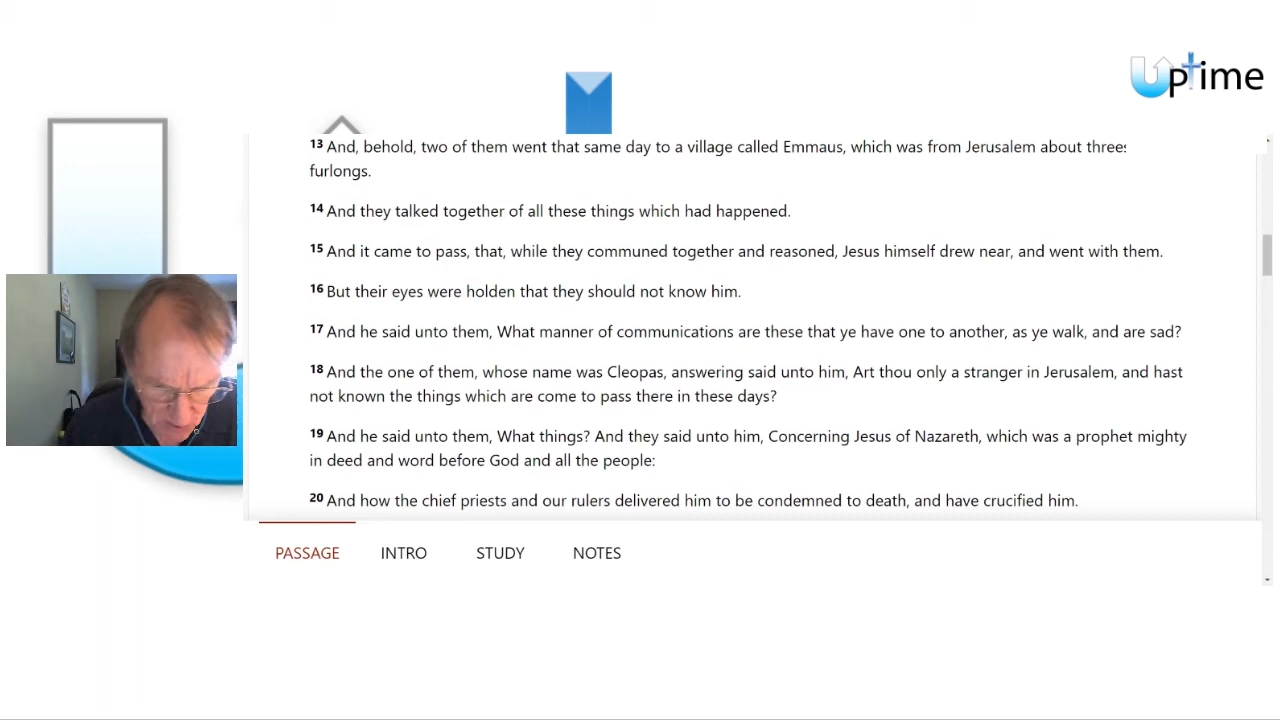 Uptime
13 And, behold, two of them went that same day to a village called Emmaus, which was from Jerusalem about threes
furlongs.
14 And they talked together of all these things which had happened.
15 And it came to pass, that, while they communed together and reasoned, Jesus himself drew near, and went with them.
16 But their eyes were holden that they should not know him.
17 And he said unto them, What manner of communications are these that ye have one to another, as ye walk, and are sad?
18 And the one of them, whose name was Cleopas, answering said unto him, Art thou only a stranger in Jerusalem, and hast
not known the things which are come to pass there in these days?
19 And he said unto them, What things? And they said unto him, Concerning Jesus of Nazareth, which was a prophet mighty
in deed and word before God and all the people:
20 And how the chief priests and our rulers delivered him to be condemned to death, and have crucified him.
PASSAGE INTRO STUDY NOTES